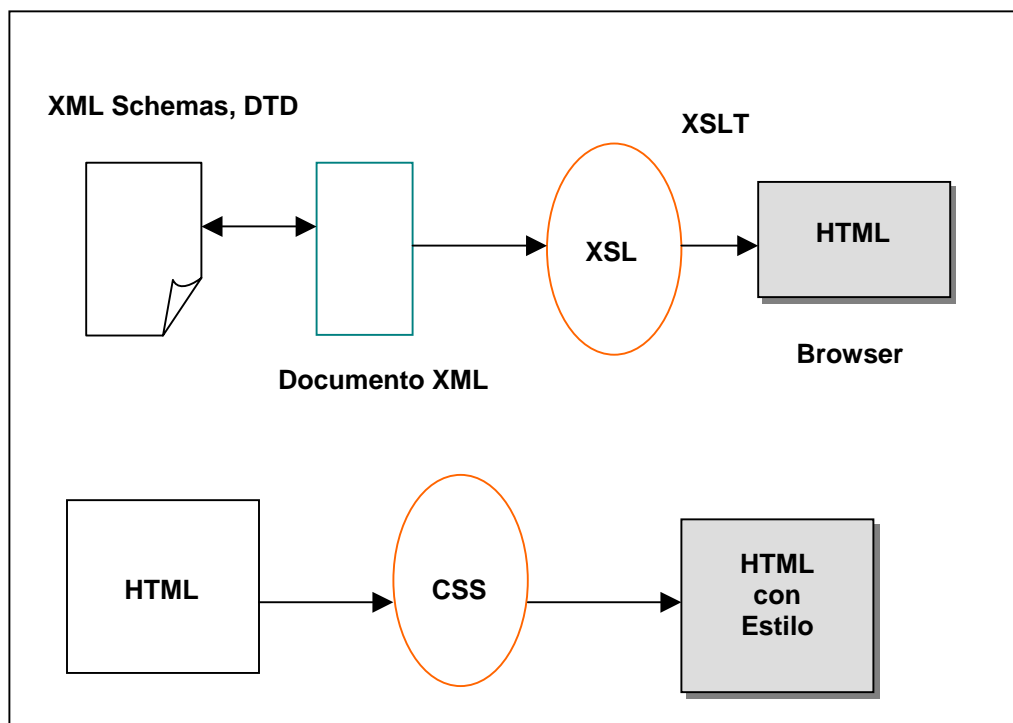 XML Schemas, DTD
XSLT
XSL
HTML
Browser
Documento XML
HTML
CSS
HTML
con
Estilo